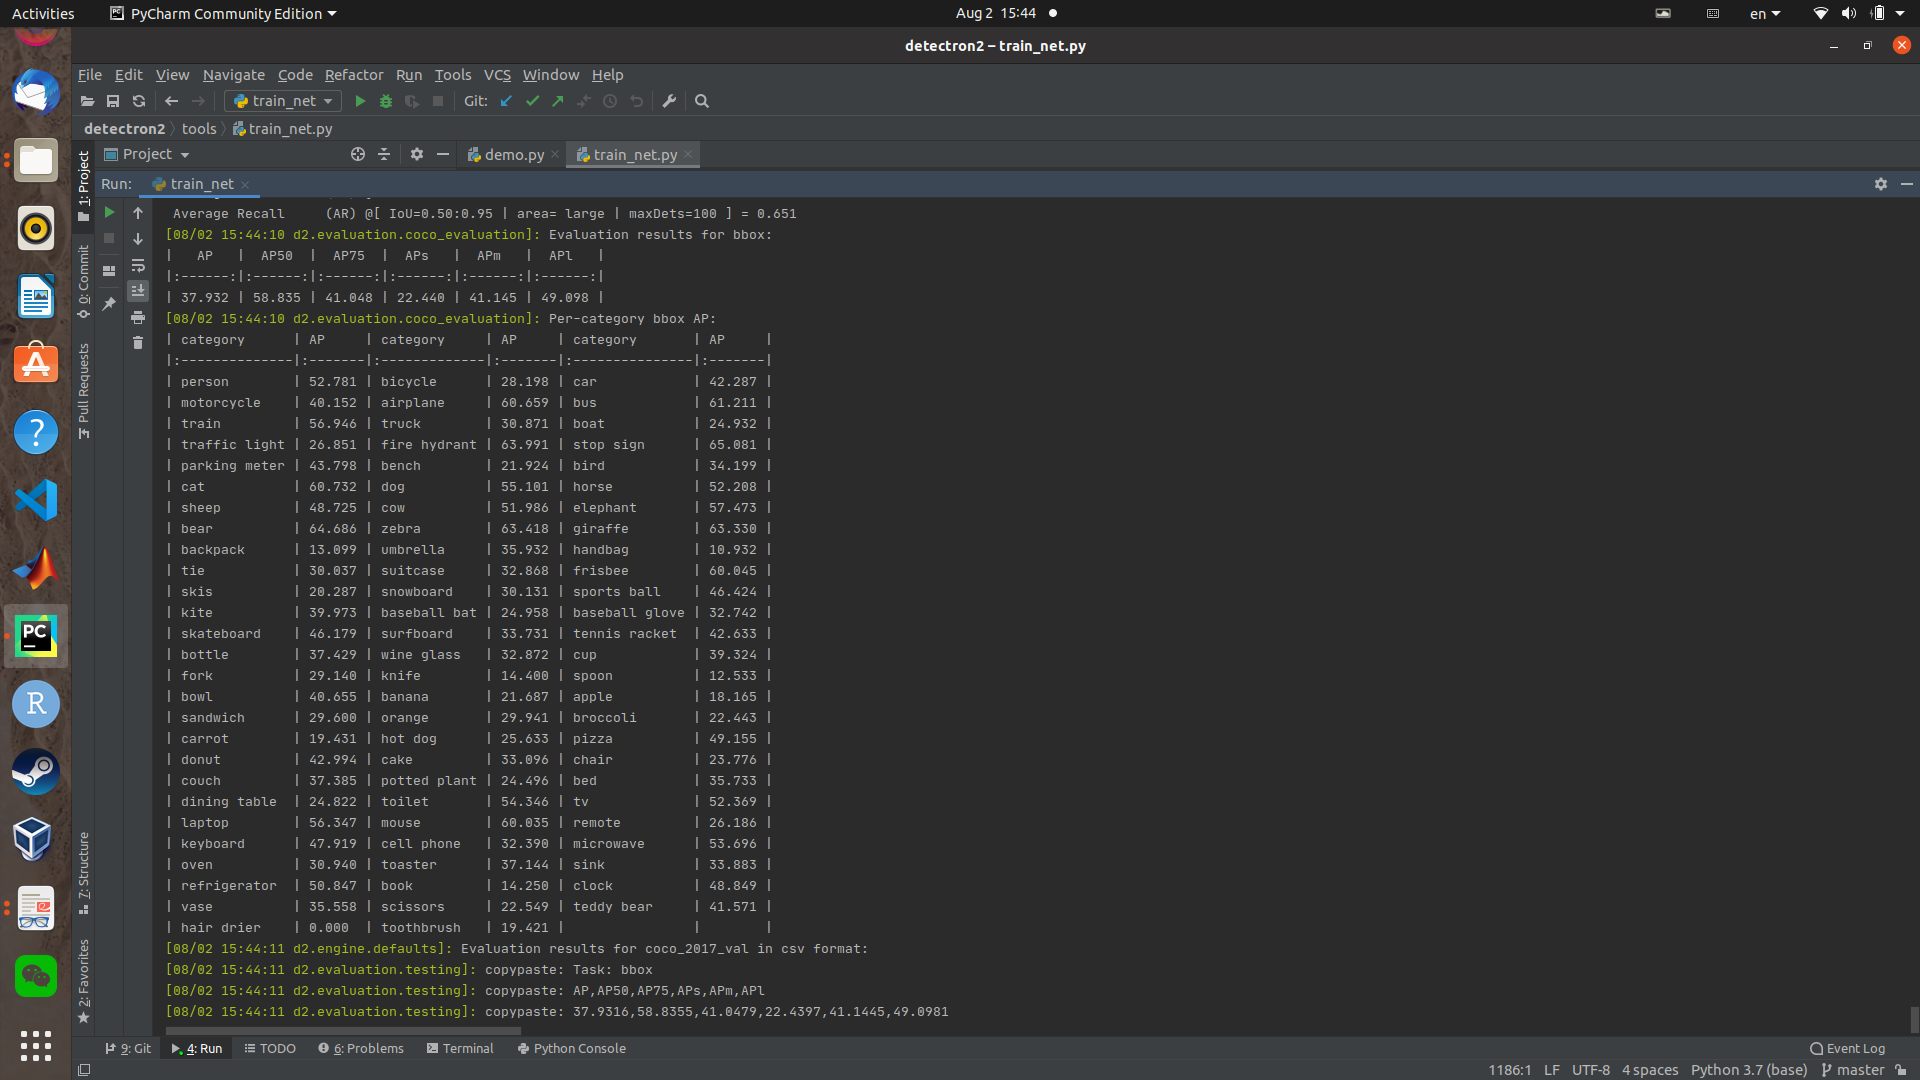 Activities PyCharm Community Edition Aug 2 15:44 en
detectron2 – train_net.py
File Edit View Navigate Code Refactor Run Tools VCS Window Help
train_net Git:
detectron2 tools train_net.py
Project demo.py train_net.py
Run: train_net
1: Project
0: Commit
Pull Requests
7: Structure
2: Favorites
Average Recall (AR) @[ IoU=0.50:0.95 | area= large | maxDets=100 ] = 0.651
[08/02 15:44:10 d2.evaluation.coco_evaluation]: Evaluation results for bbox:
| AP | AP50 | AP75 | APs | APm | APl |
|:------:|:------:|:------:|:------:|:------:|:------:|
| 37.932 | 58.835 | 41.048 | 22.440 | 41.145 | 49.098 |
[08/02 15:44:10 d2.evaluation.coco_evaluation]: Per-category bbox AP:
| category | AP | category | AP | category | AP |
|:--------------|:-------|:-------------|:-------|:---------------|:-------|
| person | 52.781 | bicycle | 28.198 | car | 42.287 |
| motorcycle | 40.152 | airplane | 60.659 | bus | 61.211 |
| train | 56.946 | truck | 30.871 | boat | 24.932 |
| traffic light | 26.851 | fire hydrant | 63.991 | stop sign | 65.081 |
| parking meter | 43.798 | bench | 21.924 | bird | 34.199 |
| cat | 60.732 | dog | 55.101 | horse | 52.208 |
| sheep | 48.725 | cow | 51.986 | elephant | 57.473 |
| bear | 64.686 | zebra | 63.418 | giraffe | 63.330 |
| backpack | 13.099 | umbrella | 35.932 | handbag | 10.932 |
| tie | 30.037 | suitcase | 32.868 | frisbee | 60.045 |
| skis | 20.287 | snowboard | 30.131 | sports ball | 46.424 |
| kite | 39.973 | baseball bat | 24.958 | baseball glove | 32.742 |
| skateboard | 46.179 | surfboard | 33.731 | tennis racket | 42.633 |
| bottle | 37.429 | wine glass | 32.872 | cup | 39.324 |
| fork | 29.140 | knife | 14.400 | spoon | 12.533 |
| bowl | 40.655 | banana | 21.687 | apple | 18.165 |
| sandwich | 29.600 | orange | 29.941 | broccoli | 22.443 |
| carrot | 19.431 | hot dog | 25.633 | pizza | 49.155 |
| donut | 42.994 | cake | 33.096 | chair | 23.776 |
| couch | 37.385 | potted plant | 24.496 | bed | 35.733 |
| dining table | 24.822 | toilet | 54.346 | tv | 52.369 |
| laptop | 56.347 | mouse | 60.035 | remote | 26.186 |
| keyboard | 47.919 | cell phone | 32.390 | microwave | 53.696 |
| oven | 30.940 | toaster | 37.144 | sink | 33.883 |
| refrigerator | 50.847 | book | 14.250 | clock | 48.849 |
| vase | 35.558 | scissors | 22.549 | teddy bear | 41.571 |
| hair drier | 0.000 | toothbrush | 19.421 | | |
[08/02 15:44:11 d2.engine.defaults]: Evaluation results for coco_2017_val in csv format:
[08/02 15:44:11 d2.evaluation.testing]: copypaste: Task: bbox
[08/02 15:44:11 d2.evaluation.testing]: copypaste: AP,AP50,AP75,APs,APm,APl
[08/02 15:44:11 d2.evaluation.testing]: copypaste: 37.9316,58.8355,41.0479,22.4397,41.1445,49.0981
9: Git 4: Run TODO 6: Problems Terminal Python Console Event Log
1186:1 LF UTF-8 4 spaces Python 3.7 (base) master